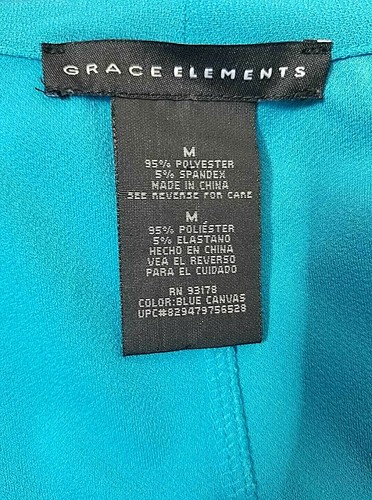 GRACE ELEMENTS
M
95% POLYESTER
5% SPANDEX
MADE IN CHINA
SEE REVERSE FOR CARE
M
95% POLIÉSTER
5% ELASTANO
HECHO EN CHINA
VEA EL REVERSO
PARA EL CUIDADO
RN 93178
COLOR:BLUE CANVAS
UPC#829479756528